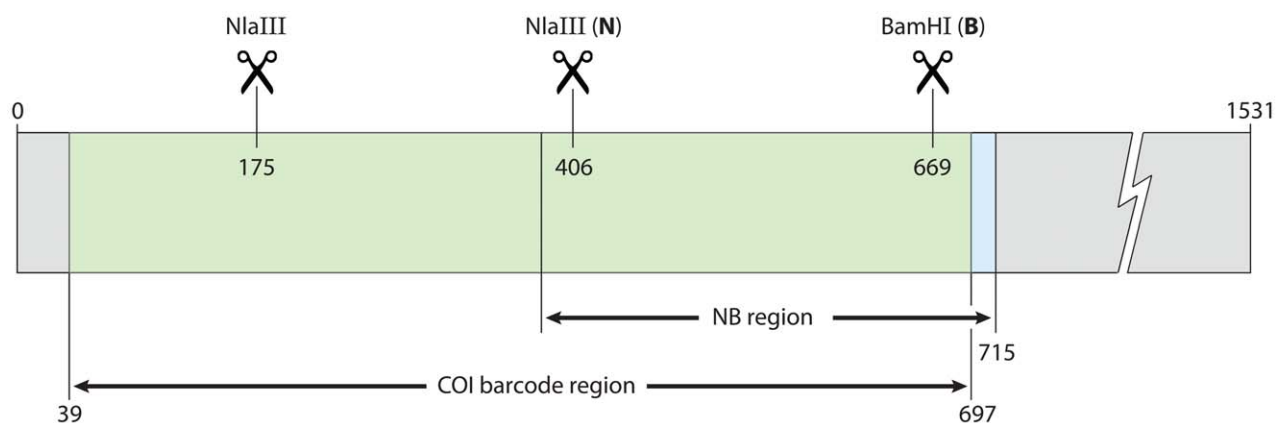 NlaIII NlaIII (N) BamHI (B)
0 1531
175 406 669
NB region
715
COI barcode region
39 697